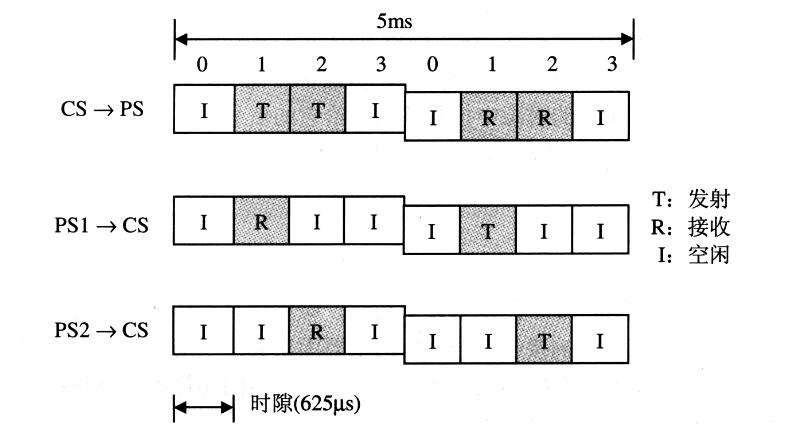 5ms
0 1 2 3 0 1 2 3
CS → PS I T T I I R R I
PS1 → CS I R I I I T I I
T: 发射
R: 接收
I: 空闲
PS2 → CS I I R I I I T I
时隙(625μs)